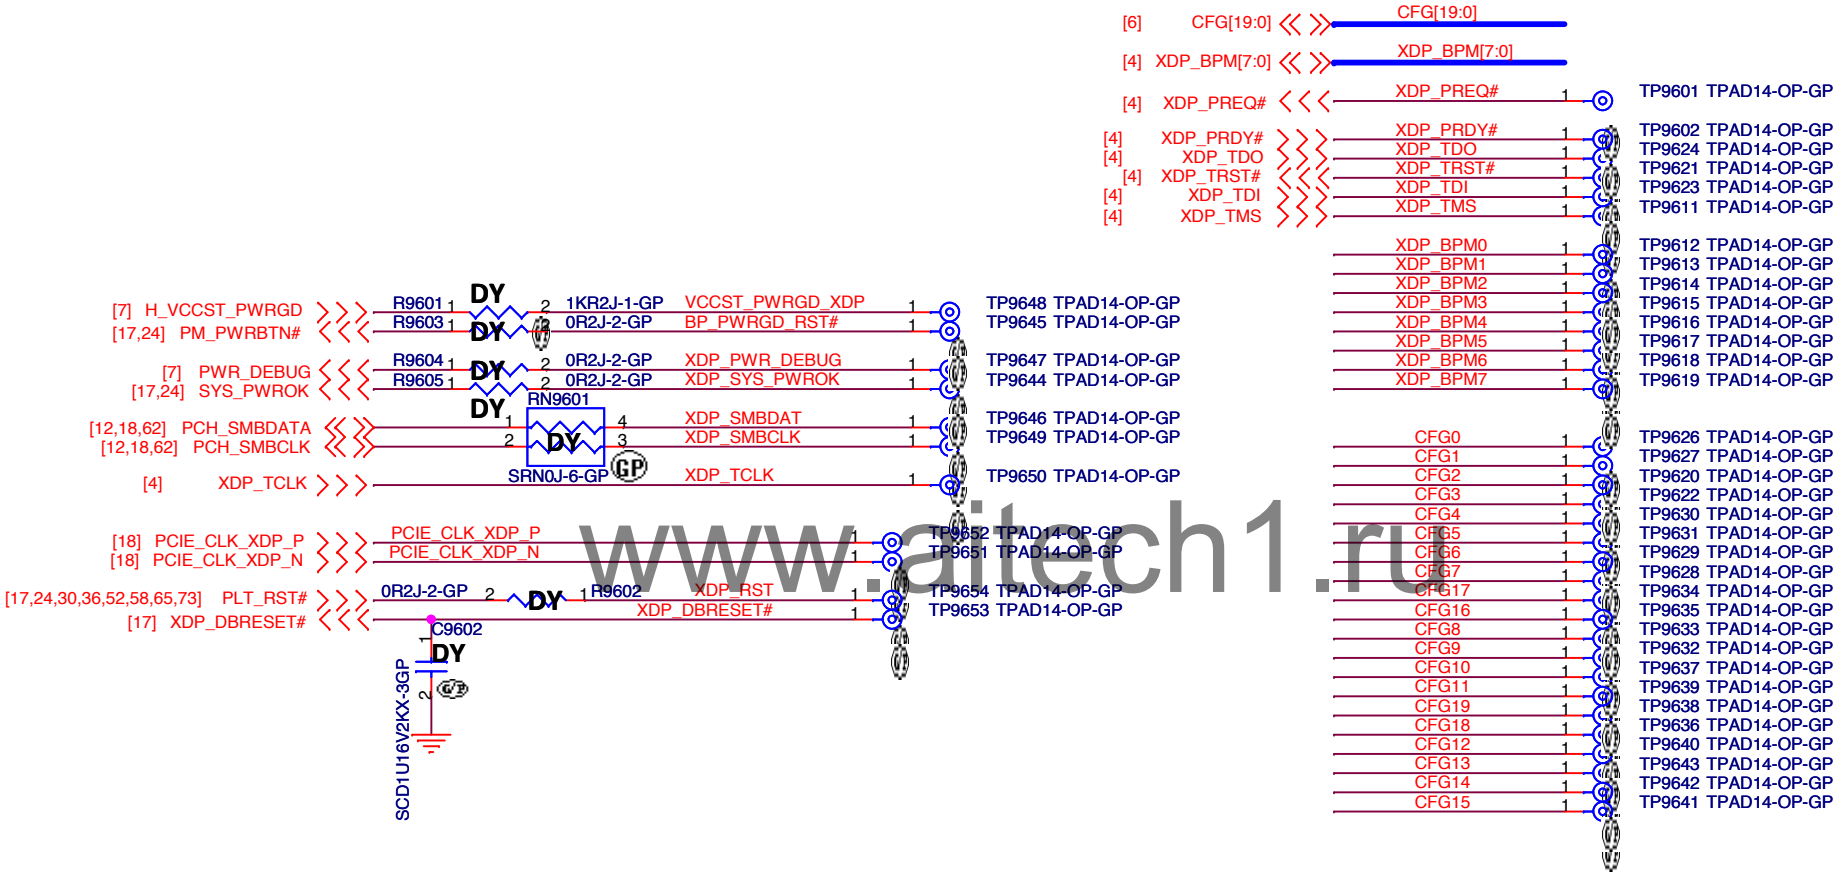 [6] CFG[19:0] CFG[19:0]
[4] XDP_BPM[7:0] XDP_BPM[7:0]
[4] XDP_PREQ# XDP_PREQ# 1 TP9601 TPAD14-OP-GP
[4] XDP_PRDY# XDP_PRDY# 1 TP9602 TPAD14-OP-GP
[4] XDP_TDO XDP_TDO 1 TP9624 TPAD14-OP-GP
[4] XDP_TRST# XDP_TRST# 1 TP9621 TPAD14-OP-GP
[4] XDP_TDI XDP_TDI 1 TP9623 TPAD14-OP-GP
[4] XDP_TMS XDP_TMS 1 TP9611 TPAD14-OP-GP
XDP_BPM0 1 TP9612 TPAD14-OP-GP
XDP_BPM1 1 TP9613 TPAD14-OP-GP
XDP_BPM2 1 TP9614 TPAD14-OP-GP
XDP_BPM3 1 TP9615 TPAD14-OP-GP
XDP_BPM4 1 TP9616 TPAD14-OP-GP
XDP_BPM5 1 TP9617 TPAD14-OP-GP
XDP_BPM6 1 TP9618 TPAD14-OP-GP
XDP_BPM7 1 TP9619 TPAD14-OP-GP
CFG0 1 TP9626 TPAD14-OP-GP
CFG1 1 TP9627 TPAD14-OP-GP
CFG2 1 TP9620 TPAD14-OP-GP
CFG3 1 TP9622 TPAD14-OP-GP
CFG4 1 TP9630 TPAD14-OP-GP
CFG5 1 TP9631 TPAD14-OP-GP
CFG6 1 TP9629 TPAD14-OP-GP
CFG7 1 TP9628 TPAD14-OP-GP
CFG17 1 TP9634 TPAD14-OP-GP
CFG16 1 TP9635 TPAD14-OP-GP
CFG8 1 TP9633 TPAD14-OP-GP
CFG9 1 TP9632 TPAD14-OP-GP
CFG10 1 TP9637 TPAD14-OP-GP
CFG11 1 TP9639 TPAD14-OP-GP
CFG19 1 TP9638 TPAD14-OP-GP
CFG18 1 TP9636 TPAD14-OP-GP
CFG12 1 TP9640 TPAD14-OP-GP
CFG13 1 TP9643 TPAD14-OP-GP
CFG14 1 TP9642 TPAD14-OP-GP
CFG15 1 TP9641 TPAD14-OP-GP
[7] H_VCCST_PWRGD R9601 1 DY 2 1KR2J-1-GP VCCST_PWRGD_XDP 1 TP9648 TPAD14-OP-GP
[17,24] PM_PWRBTN# R9603 1 DY 2 0R2J-2-GP BP_PWRGD_RST# 1 TP9645 TPAD14-OP-GP
[7] PWR_DEBUG R9604 1 DY 2 0R2J-2-GP XDP_PWR_DEBUG 1 TP9647 TPAD14-OP-GP
[17,24] SYS_PWROK R9605 1 DY 2 0R2J-2-GP XDP_SYS_PWROK 1 TP9644 TPAD14-OP-GP
RN9601
[12,18,62] PCH_SMBDATA 1 4 XDP_SMBDAT 1 TP9646 TPAD14-OP-GP
[12,18,62] PCH_SMBCLK 2 DY 3 XDP_SMBCLK 1 TP9649 TPAD14-OP-GP
SRN0J-6-GP GP
[4] XDP_TCLK XDP_TCLK 1 TP9650 TPAD14-OP-GP
[18] PCIE_CLK_XDP_P PCIE_CLK_XDP_P 1 TP9652 TPAD14-OP-GP
[18] PCIE_CLK_XDP_N PCIE_CLK_XDP_N 1 TP9651 TPAD14-OP-GP
[17,24,30,36,52,58,65,73] PLT_RST# 0R2J-2-GP 2 DY 1 R9602 XDP_RST 1 TP9654 TPAD14-OP-GP
[17] XDP_DBRESET# XDP_DBRESET# 1 TP9653 TPAD14-OP-GP
C9602
1 DY
2
SCD1U16V2KX-3GP
www.aitech1.ru